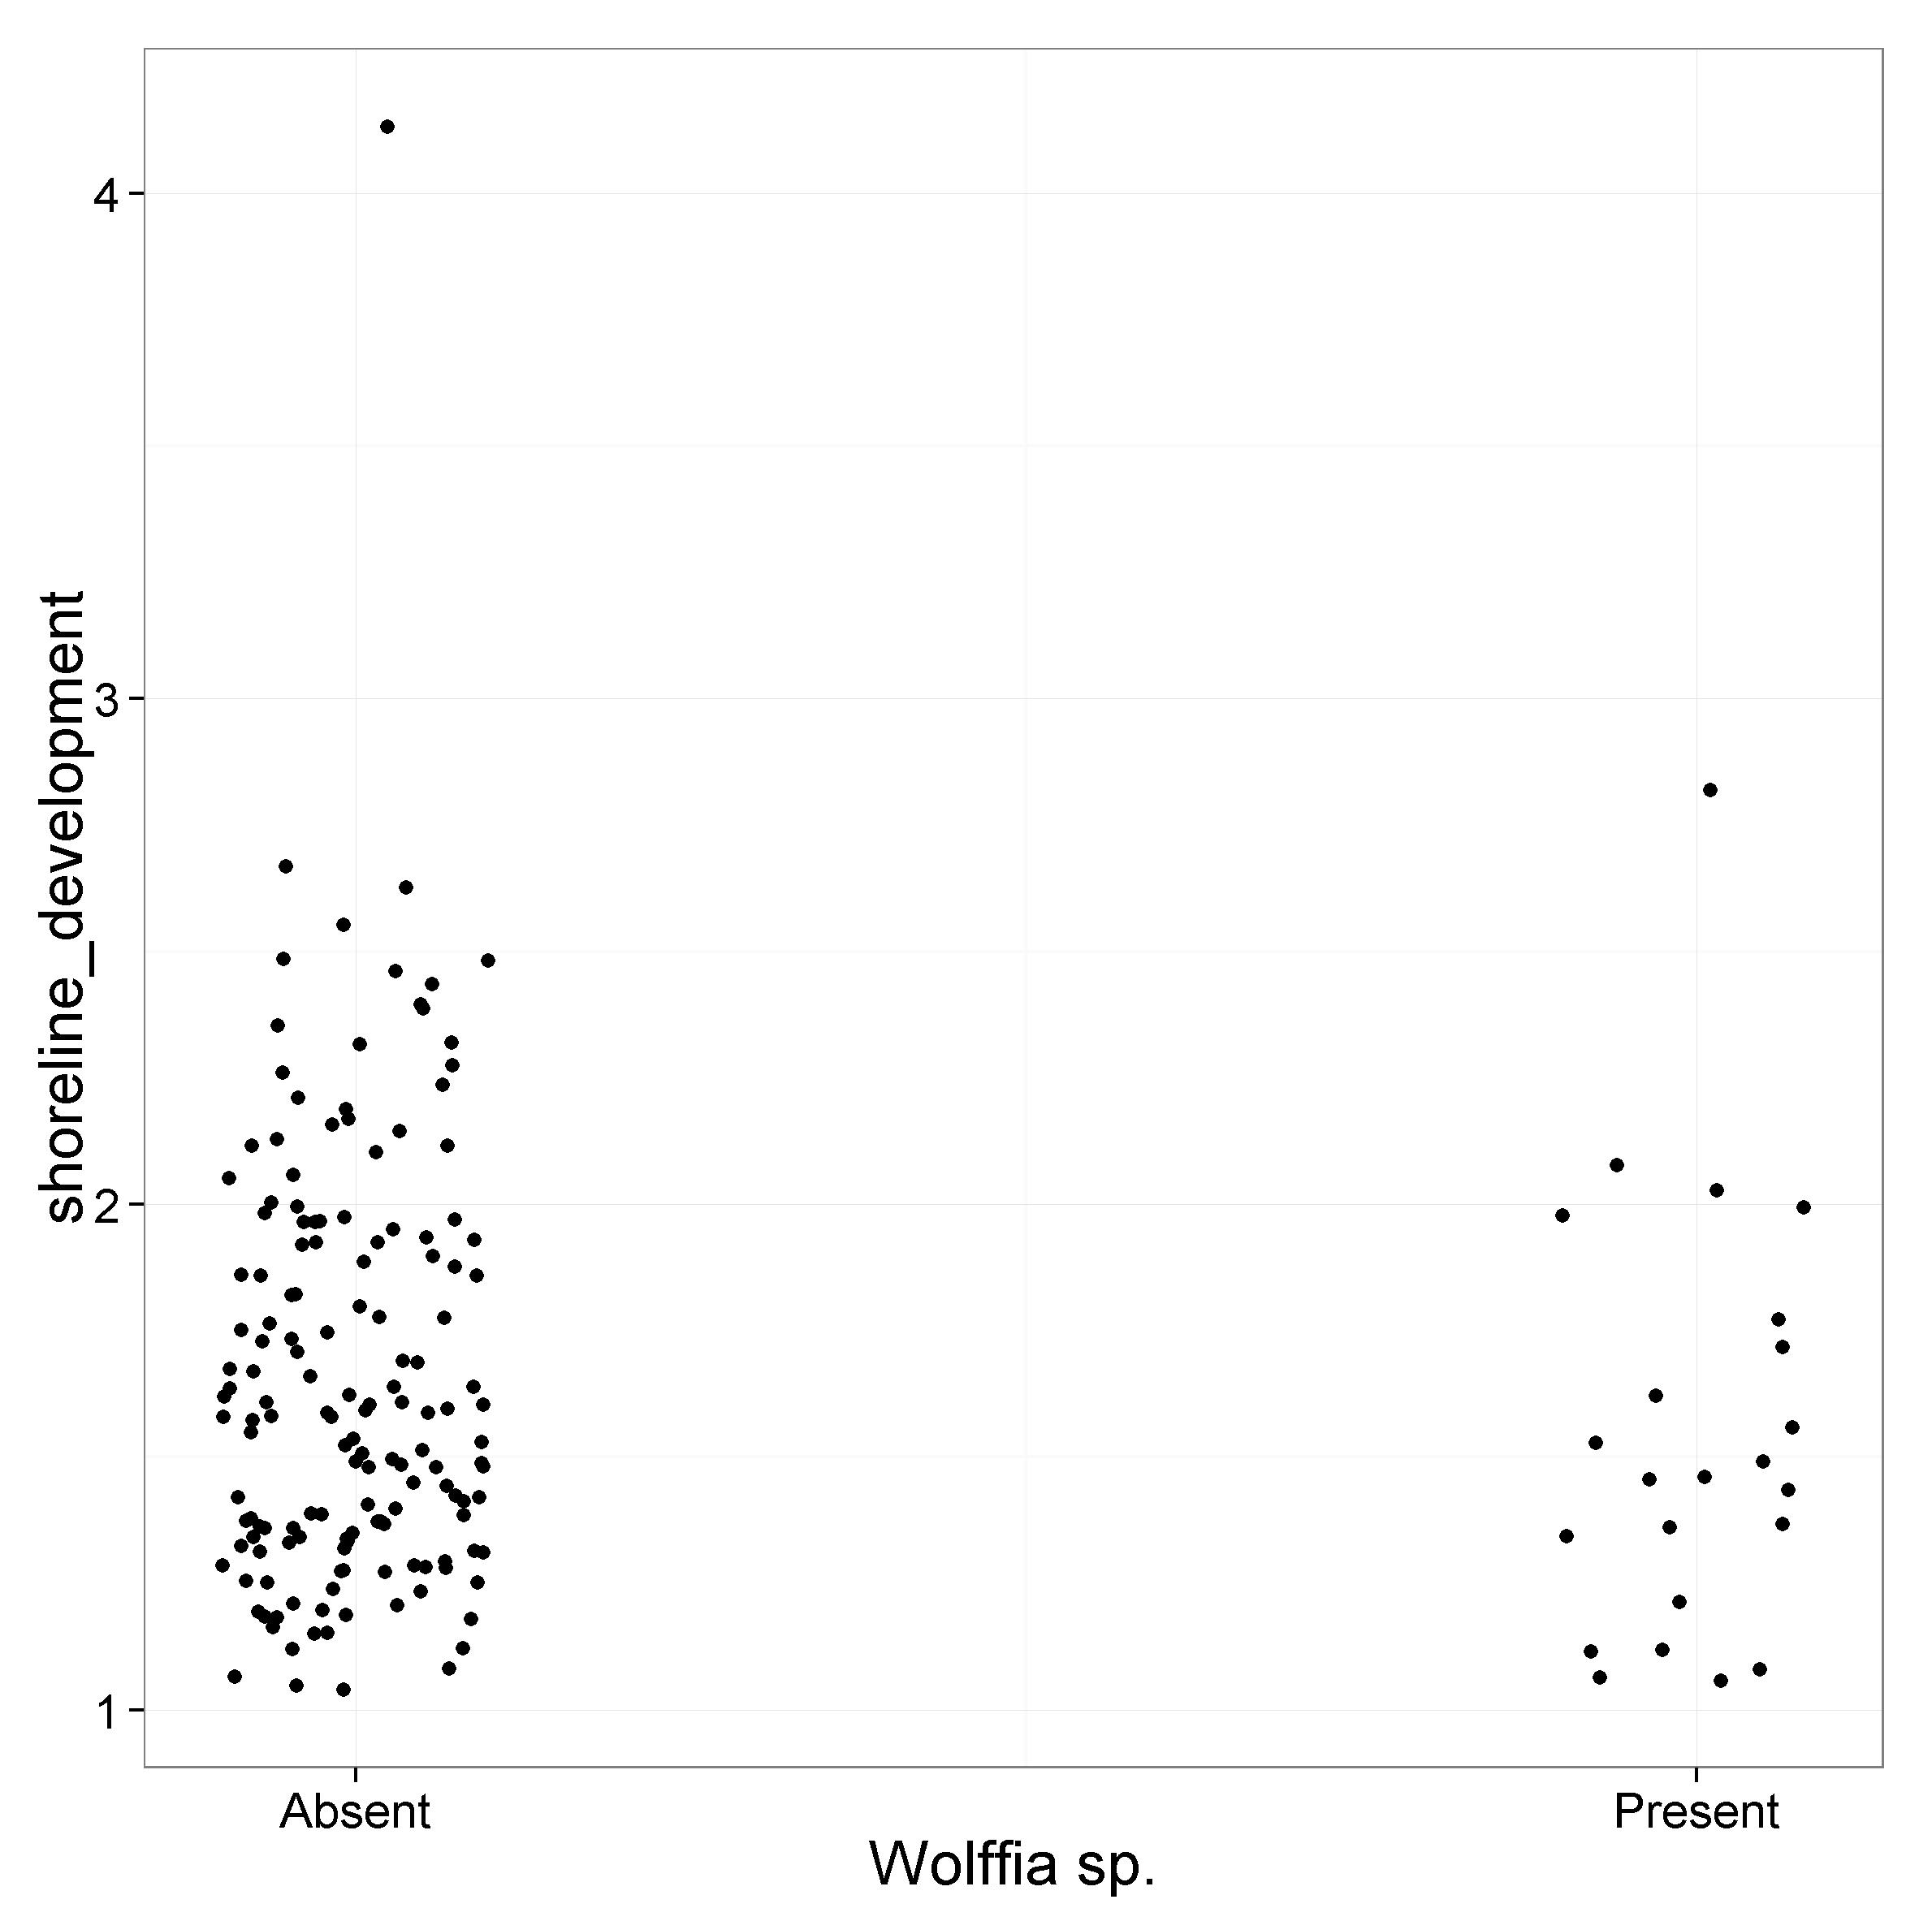 shoreline_development
4
3
2
1
Absent
Present
Wolffia sp.